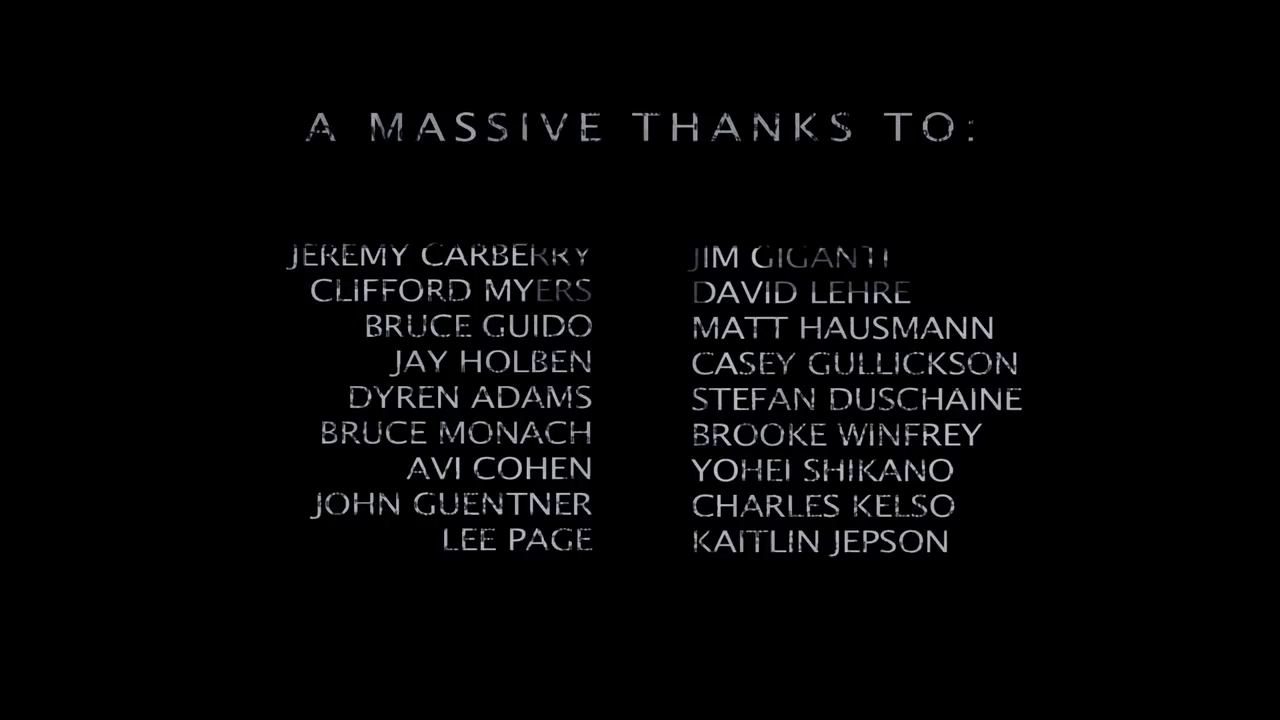 A MASSIVE THANKS TO:
JEREMY CARBERRY
CLIFFORD MYERS
BRUCE GUIDO
JAY HOLBEN
DYREN ADAMS
BRUCE MONACH
AVI COHEN
JOHN GUENTNER
LEE PAGE
JIM GIGANTI
DAVID LEHRE
MATT HAUSMANN
CASEY GULLICKSON
STEFAN DUSCHAINE
BROOKE WINFREY
YOHEI SHIKANO
CHARLES KELSO
KAITLIN JEPSON